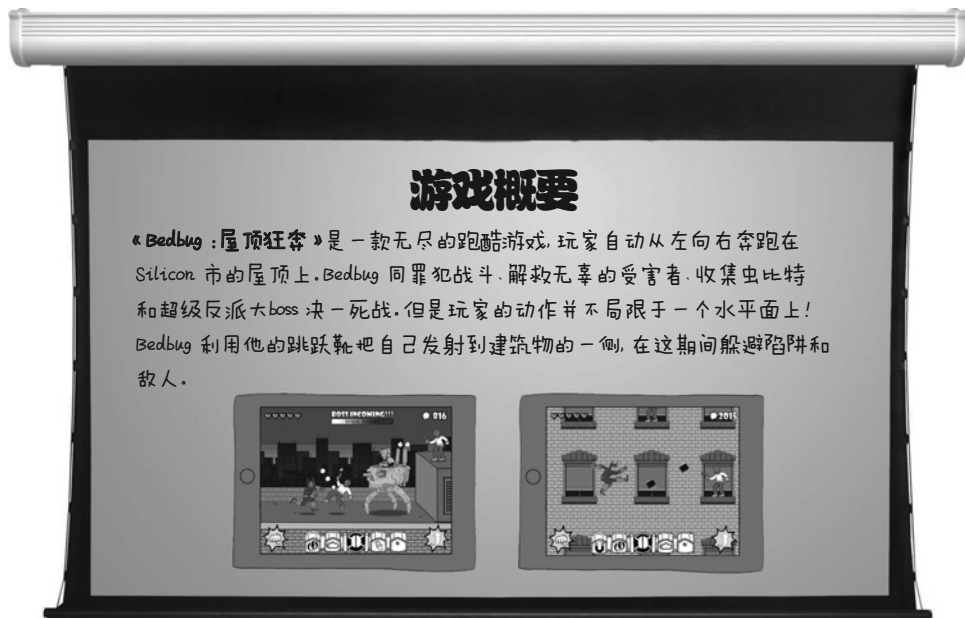 游戏概要
《Bedbug:屋顶狂奔》是一款无尽的跑酷游戏,玩家自动从左向右奔跑在
Silicon 市的屋顶上.Bedbug 同罪犯战斗、解救无辜的受害者、收集虫比特
和超级反派大boss 决一死战。但是玩家的动作并不局限于一个水平面上!
Bedbug 利用他的跳跃靴把自己发射到建筑物的一侧,在这期间躲避陷阱和
敌人。
BOSS INCOMING!!!
816
2015